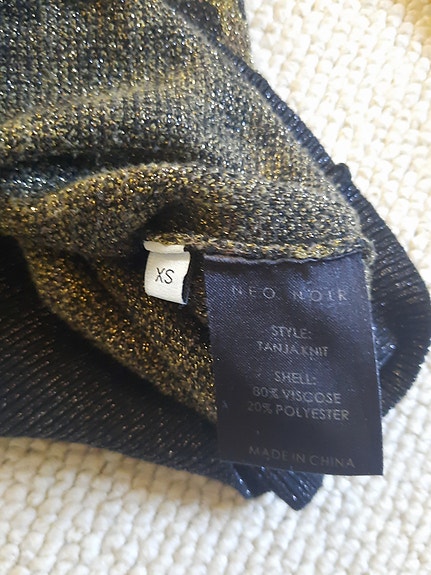 XS
NEO NOIR
STYLE:
TANJA KNIT
SHELL:
80% VISCOSE
20% POLYESTER
MADE IN CHINA